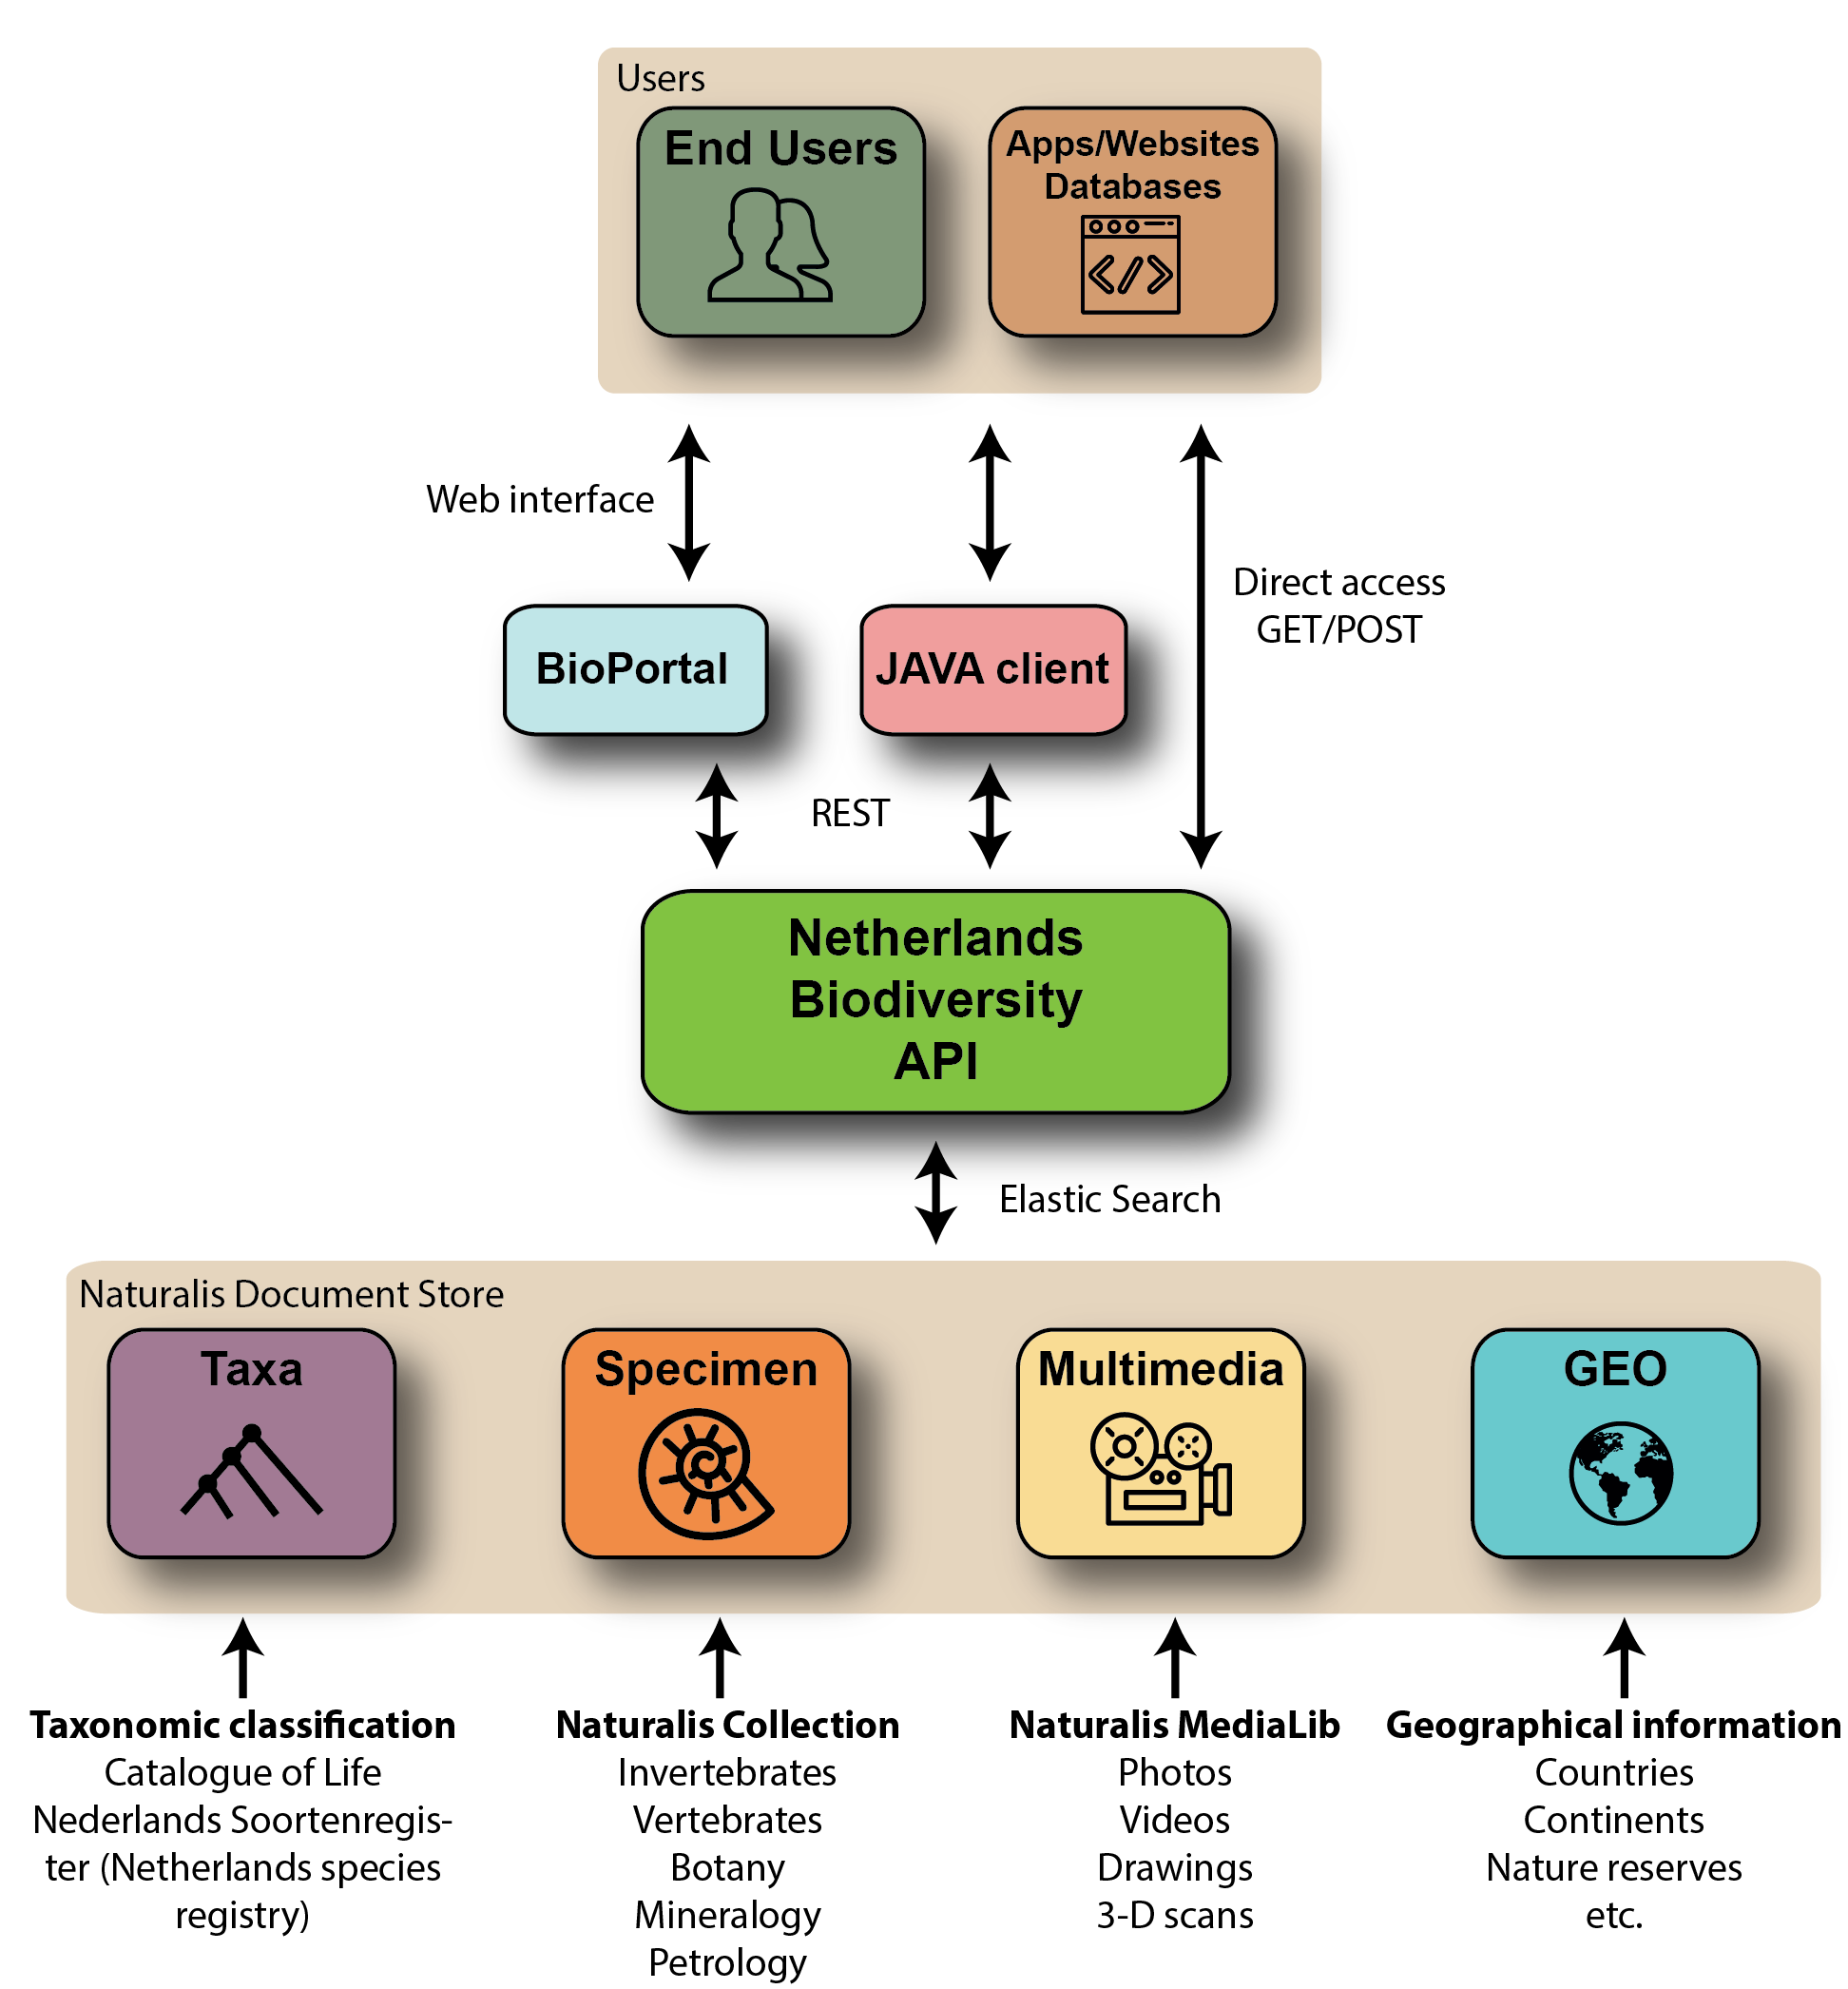 Users
End Users
Apps/Websites
Databases
</>
Web interface
Direct access
GET/POST
BioPortal
JAVA client
REST
Netherlands
Biodiversity
API
Elastic Search
Naturalis Document Store
Taxa
Specimen
Multimedia
GEO
Taxonomic classification
Catalogue of Life
Nederlands Soortenregis-
ter (Netherlands species
registry)
Naturalis Collection
Invertebrates
Vertebrates
Botany
Mineralogy
Petrology
Naturalis MediaLib
Photos
Videos
Drawings
3-D scans
Geographical information
Countries
Continents
Nature reserves
etc.